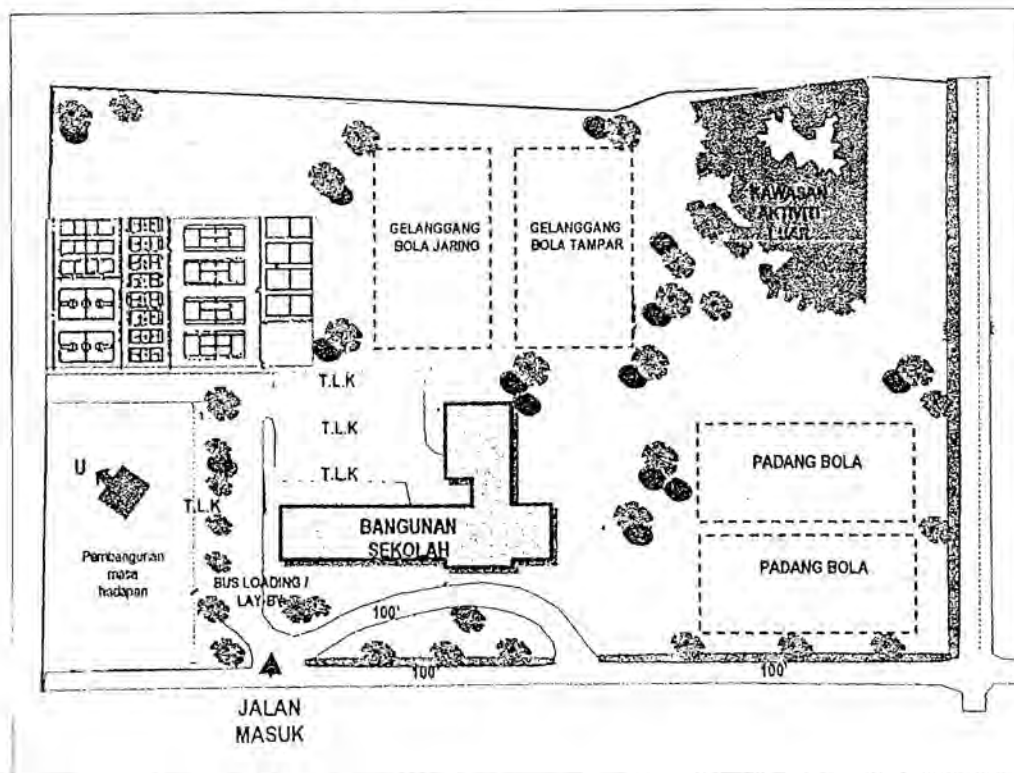 KAWASAN
AKTIVITI
LUAR
GELANGGANG
BOLA JARING
GELANGGANG
BOLA TAMPAR
T.L.K
T.L.K
T.L.K
PADANG BOLA
U
T.L.K
BANGUNAN
SEKOLAH
Pembangunan
masa
hadapan
PADANG BOLA
BUS LOADING /
LAY-BY
100'
100'
100'
JALAN
MASUK